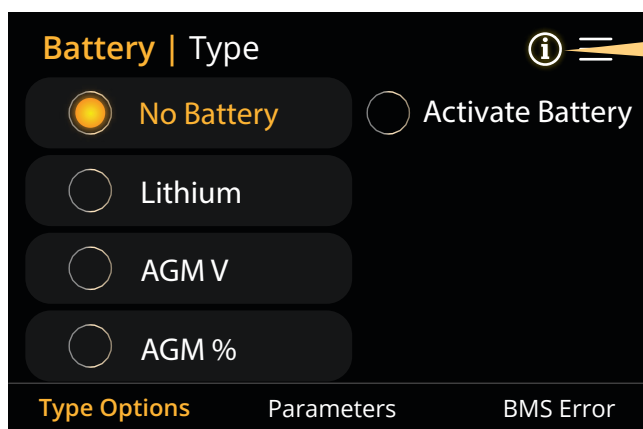 Battery | Type
No Battery
Activate Battery
Lithium
AGM V
AGM %
Type Options Parameters BMS Error